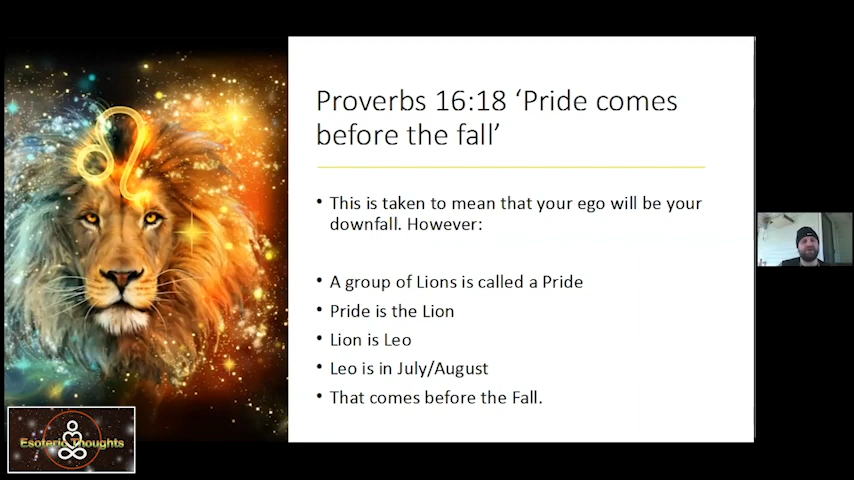 Proverbs 16:18 ‘Pride comes
before the fall’
• This is taken to mean that your ego will be your
downfall. However:
• A group of Lions is called a Pride
• Pride is the Lion
• Lion is Leo
• Leo is in July/August
• That comes before the Fall.
Esoteric Thoughts